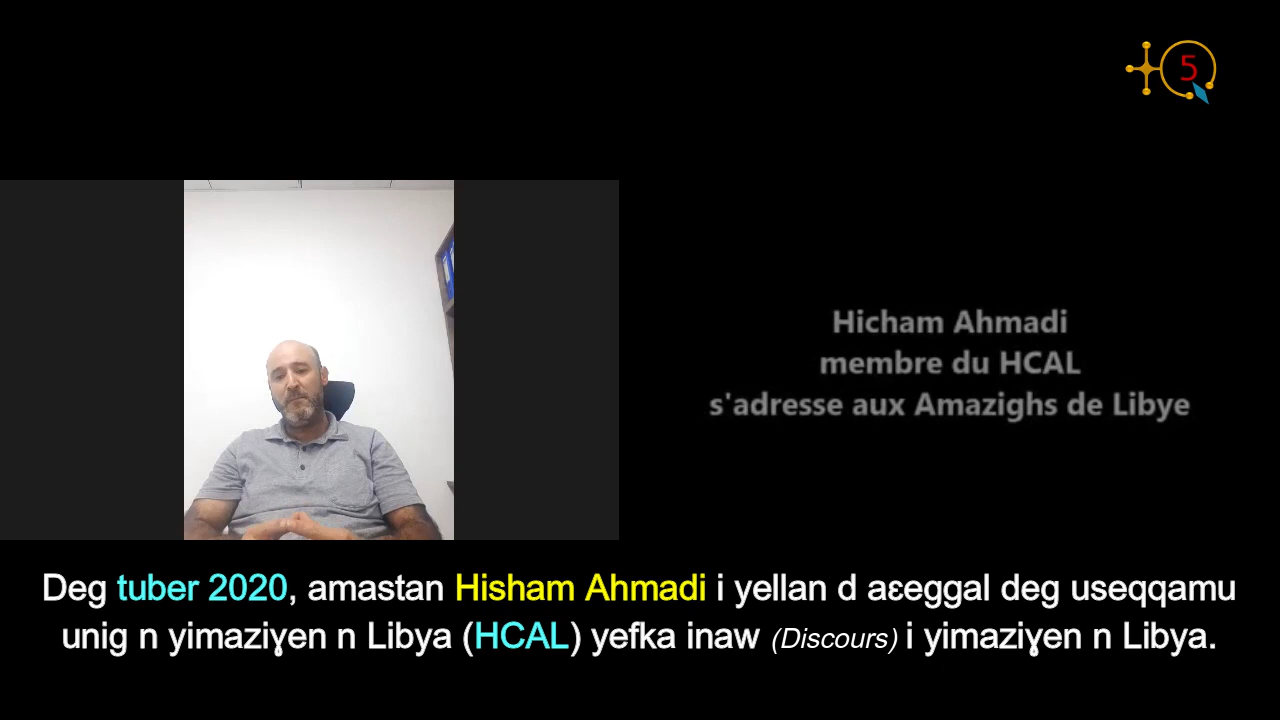 5
Hicham Ahmadi
membre du HCAL
s'adresse aux Amazighs de Libye
Deg tuber 2020, amastan Hisham Ahmadi i yellan d aɛeggal deg useqqamu
unig n yimaziɣen n Libya (HCAL) yefka inaw (Discours) i yimaziɣen n Libya.